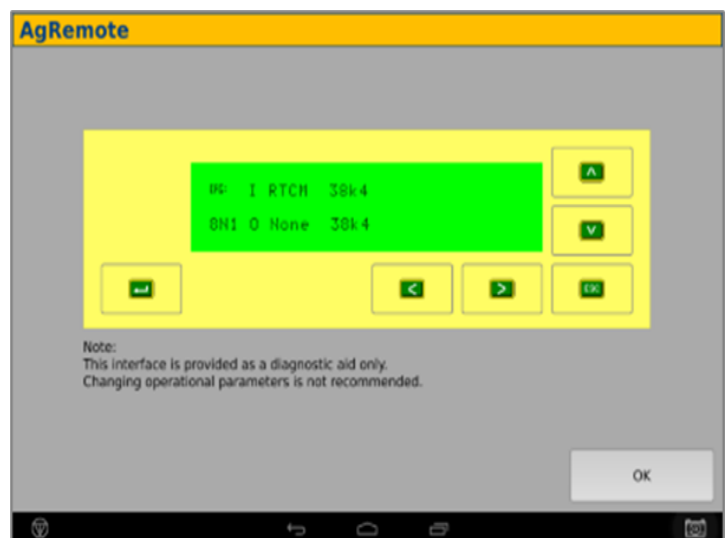 AgRemote
I RTCM 38k4
8N1 O None 38k4
ESC
Note:
This interface is provided as a diagnostic aid only.
Changing operational parameters is not recommended.
OK